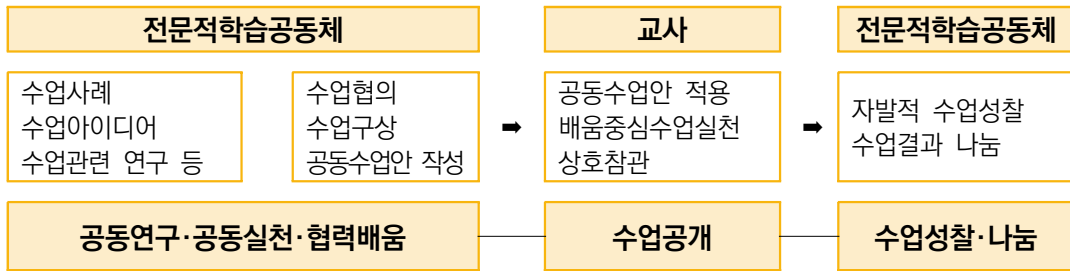 전문적학습공동체
교사
전문적학습공동체
수업사례
수업아이디어
수업관련 연구 등
수업협의
수업구상
공동수업안 작성
➡
공동수업안 적용
배움중심수업실천
상호참관
➡
자발적 수업성찰
수업결과 나눔
공동연구·공동실천·협력배움
수업공개
수업성찰·나눔